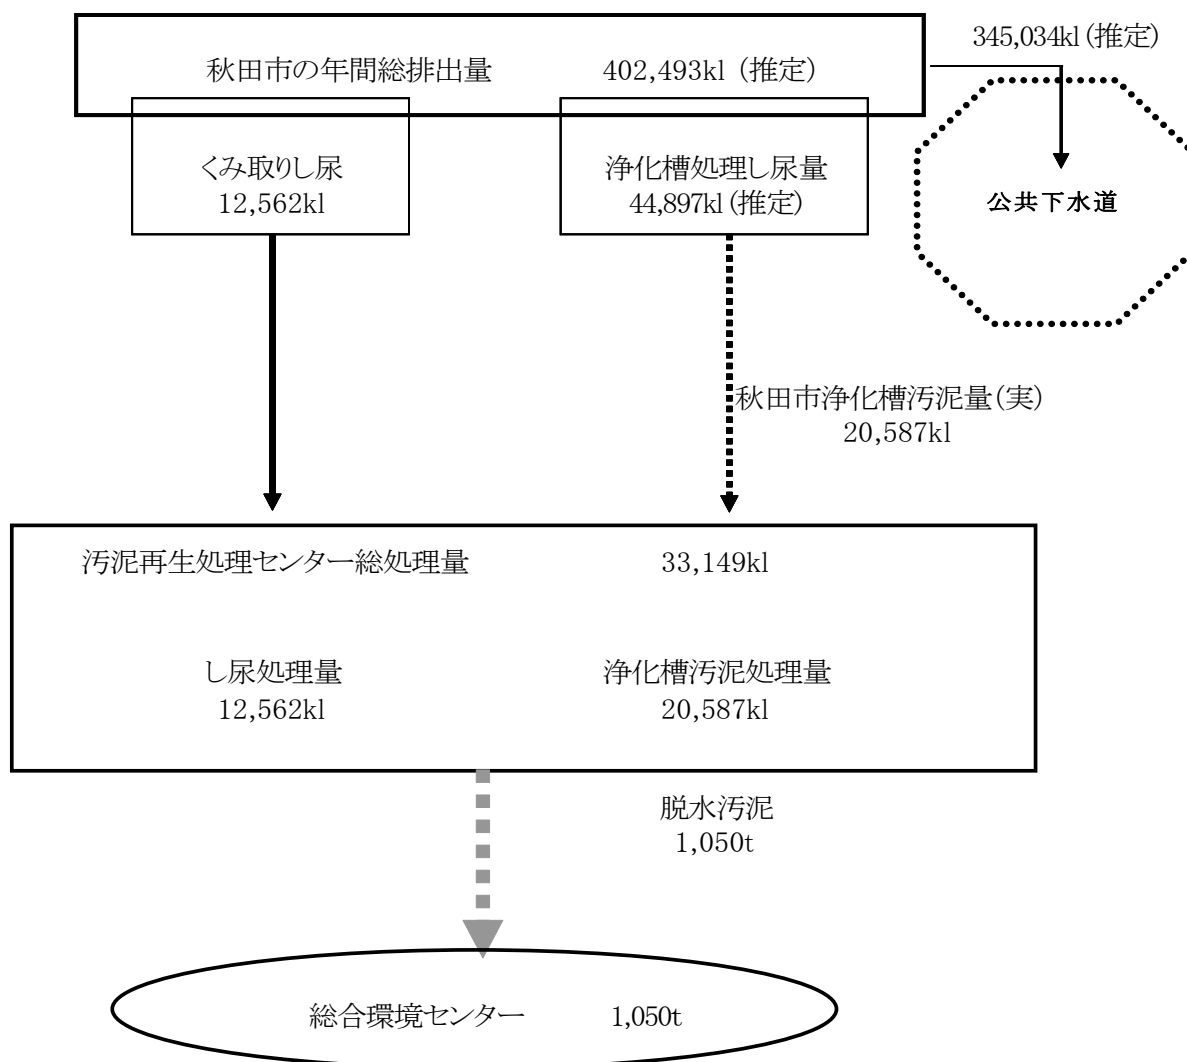 345,034kl(推定)
秋田市の年間総排出量 402,493kl (推定)
くみ取りし尿
12,562kl
浄化槽処理し尿量
44,897kl(推定)
公共下水道
秋田市浄化槽汚泥量(実)
20,587kl
汚泥再生処理センター総処理量 33,149kl
し尿処理量
12,562kl
浄化槽汚泥処理量
20,587kl
脱水汚泥
1,050t
総合環境センター 1,050t